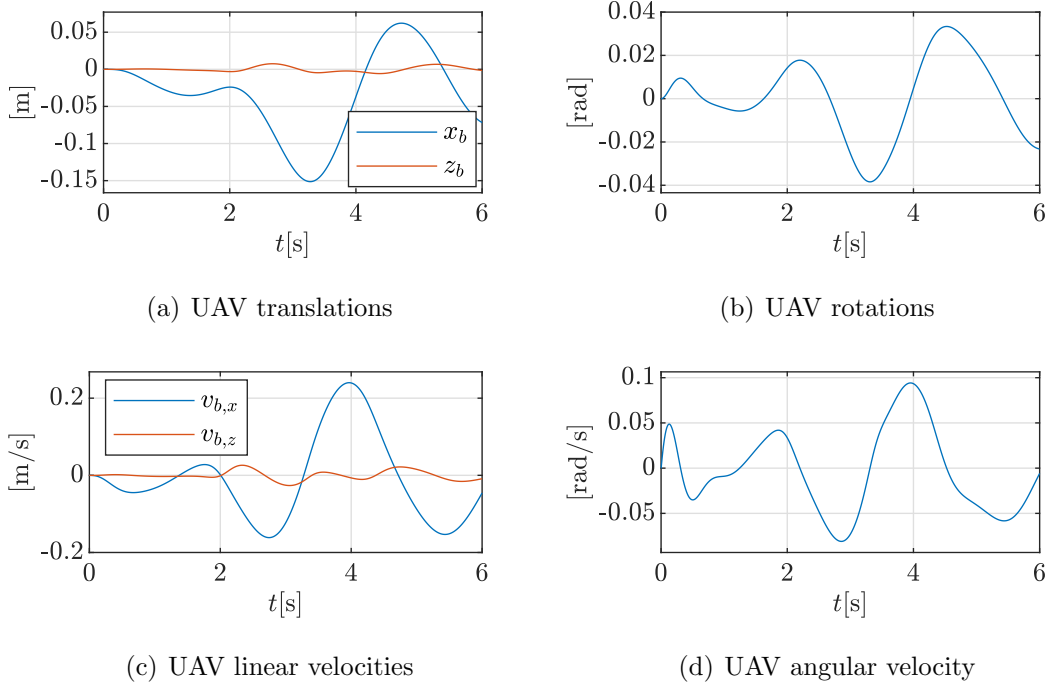 0.05
0
-0.05
-0.1
-0.15
[m]
x_b
z_b
0 2 4 6
t[s]
(a) UAV translations
0.04
0.02
0
-0.02
-0.04
[rad]
0 2 4 6
t[s]
(b) UAV rotations
0.2
0
-0.2
[m/s]
v_{b,x}
v_{b,z}
0 2 4 6
t[s]
(c) UAV linear velocities
0.1
0.05
0
-0.05
[rad/s]
0 2 4 6
t[s]
(d) UAV angular velocity